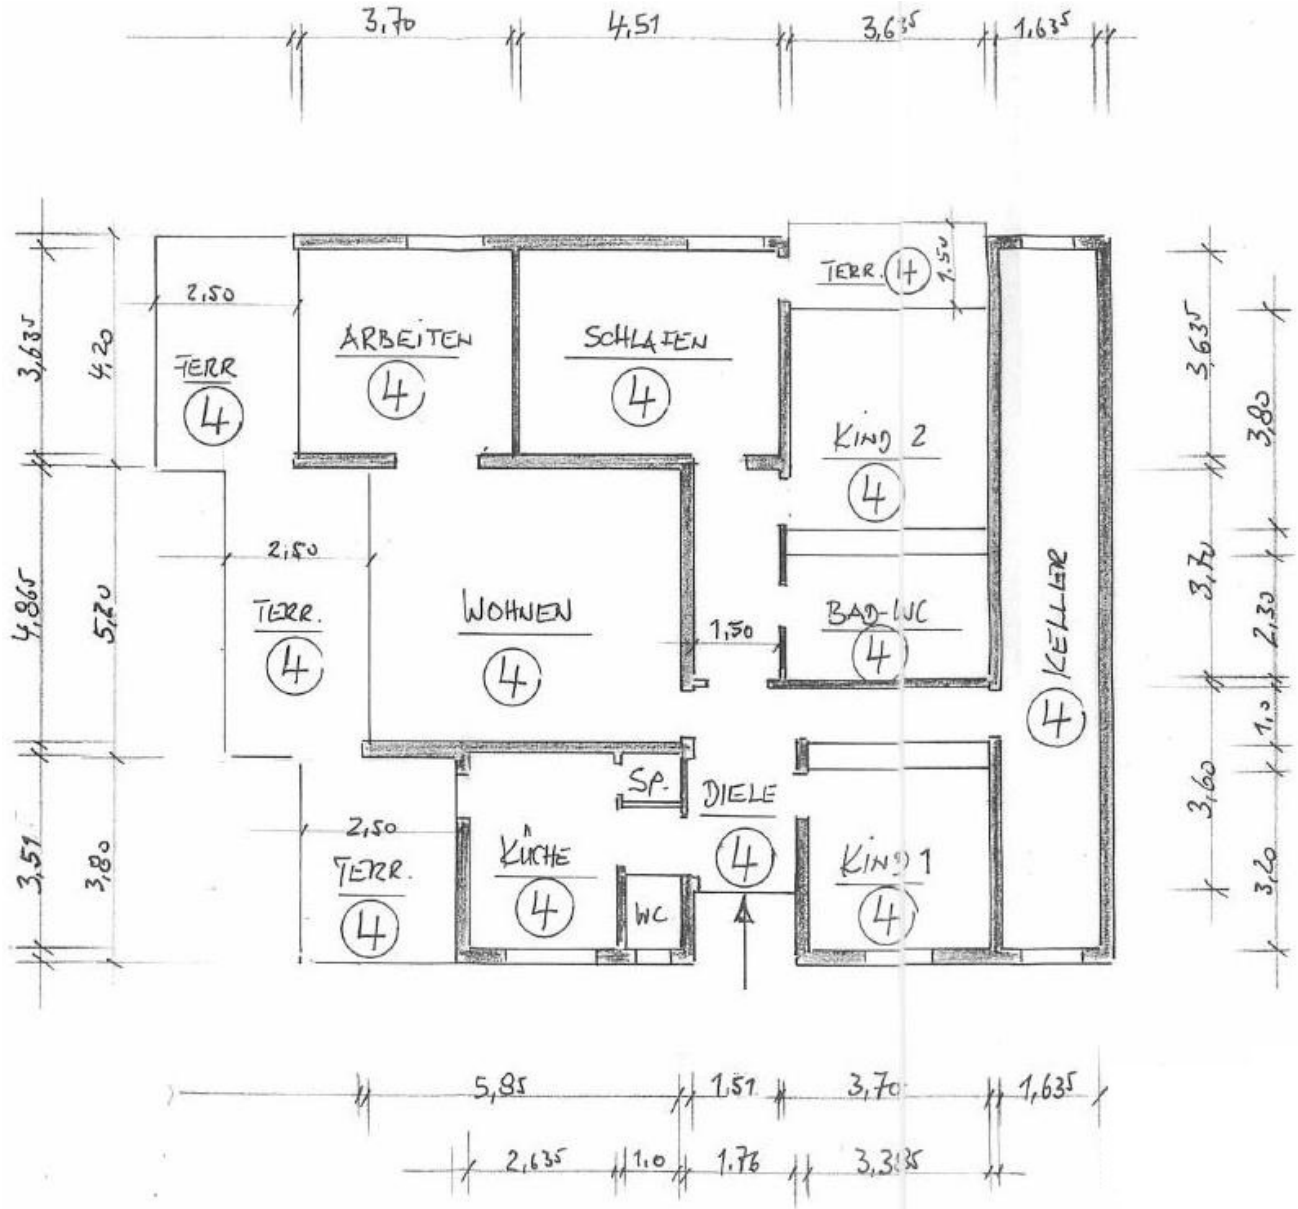 3,70 4,51 3,635 1,635
TERR. 4 1.50
2,50
ARBEITEN
4
SCHLAFEN
4
TERR
4
3,635
4,20
3,635
3,80
KIND 2
4
2,50
TERR.
4
WOHNEN
4
1,50
BAD-WC
4
4 KELLER
4,865
5,20
3,70
2,30
1,0
SP.
DIELE
4
2,50
TERR.
4
KÜCHE
4
WC
KIND 1
4
3,51
3,80
3,60
3,20
5,85 1,51 3,70 1,635
2,635 1,0 1.76 3,385